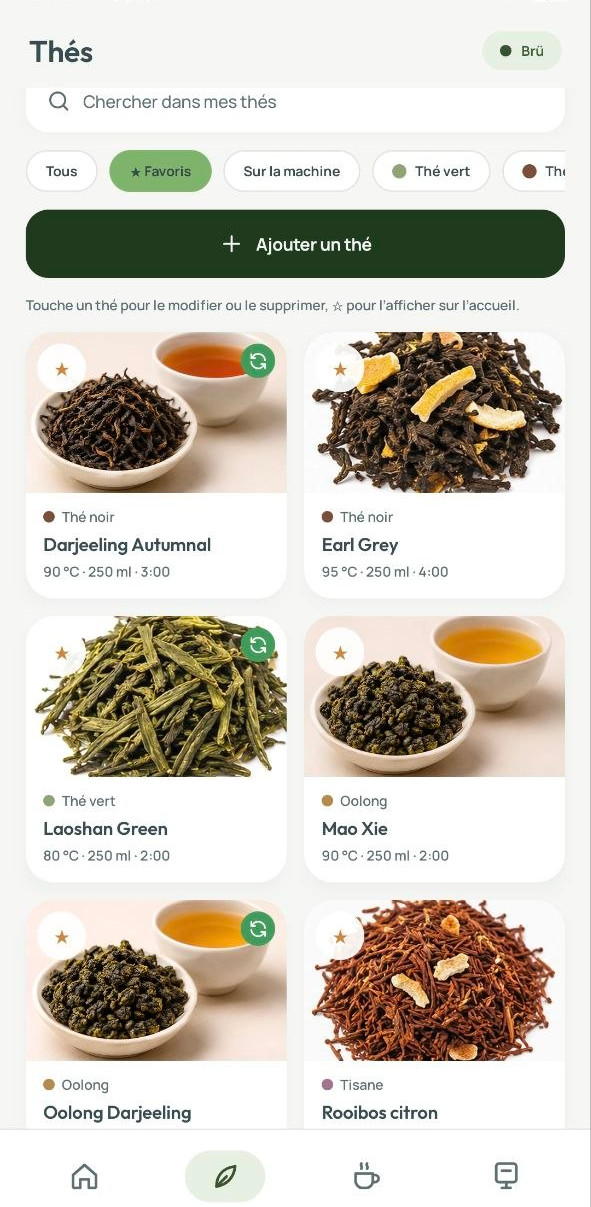 Thés
Brü
Chercher dans mes thés
Tous
★ Favoris
Sur la machine
Thé vert
Thé
+ Ajouter un thé
Touche un thé pour le modifier ou le supprimer, ☆ pour l'afficher sur l'accueil.
Thé noir
Darjeeling Autumnal
90 °C · 250 ml · 3:00
Thé noir
Earl Grey
95 °C · 250 ml · 4:00
Thé vert
Laoshan Green
80 °C · 250 ml · 2:00
Oolong
Mao Xie
90 °C · 250 ml · 2:00
Oolong
Oolong Darjeeling
Tisane
Rooibos citron